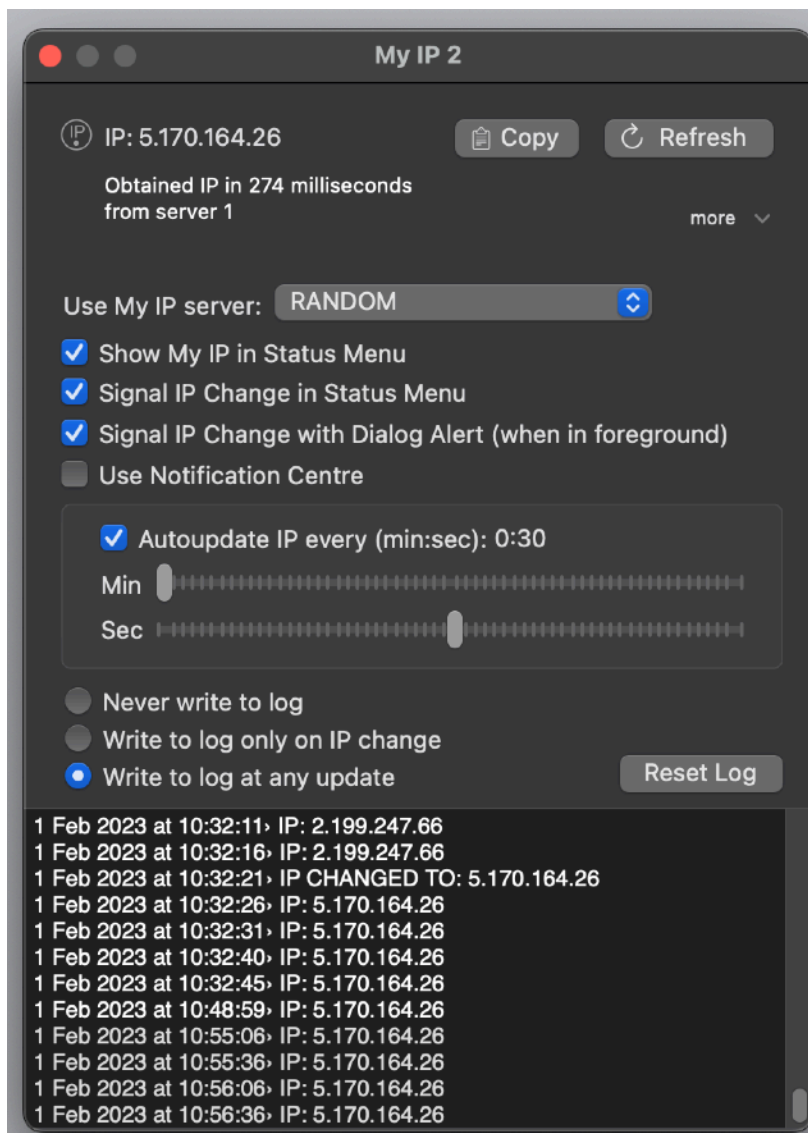 My IP 2
IP: 5.170.164.26
Copy
Refresh
Obtained IP in 274 milliseconds
from server 1
more
Use My IP server: RANDOM
Show My IP in Status Menu
Signal IP Change in Status Menu
Signal IP Change with Dialog Alert (when in foreground)
Use Notification Centre
Autoupdate IP every (min:sec): 0:30
Min
Sec
Never write to log
Write to log only on IP change
Write to log at any update
Reset Log
1 Feb 2023 at 10:32:11› IP: 2.199.247.66
1 Feb 2023 at 10:32:16› IP: 2.199.247.66
1 Feb 2023 at 10:32:21› IP CHANGED TO: 5.170.164.26
1 Feb 2023 at 10:32:26› IP: 5.170.164.26
1 Feb 2023 at 10:32:31› IP: 5.170.164.26
1 Feb 2023 at 10:32:40› IP: 5.170.164.26
1 Feb 2023 at 10:32:45› IP: 5.170.164.26
1 Feb 2023 at 10:48:59› IP: 5.170.164.26
1 Feb 2023 at 10:55:06› IP: 5.170.164.26
1 Feb 2023 at 10:55:36› IP: 5.170.164.26
1 Feb 2023 at 10:56:06› IP: 5.170.164.26
1 Feb 2023 at 10:56:36› IP: 5.170.164.26